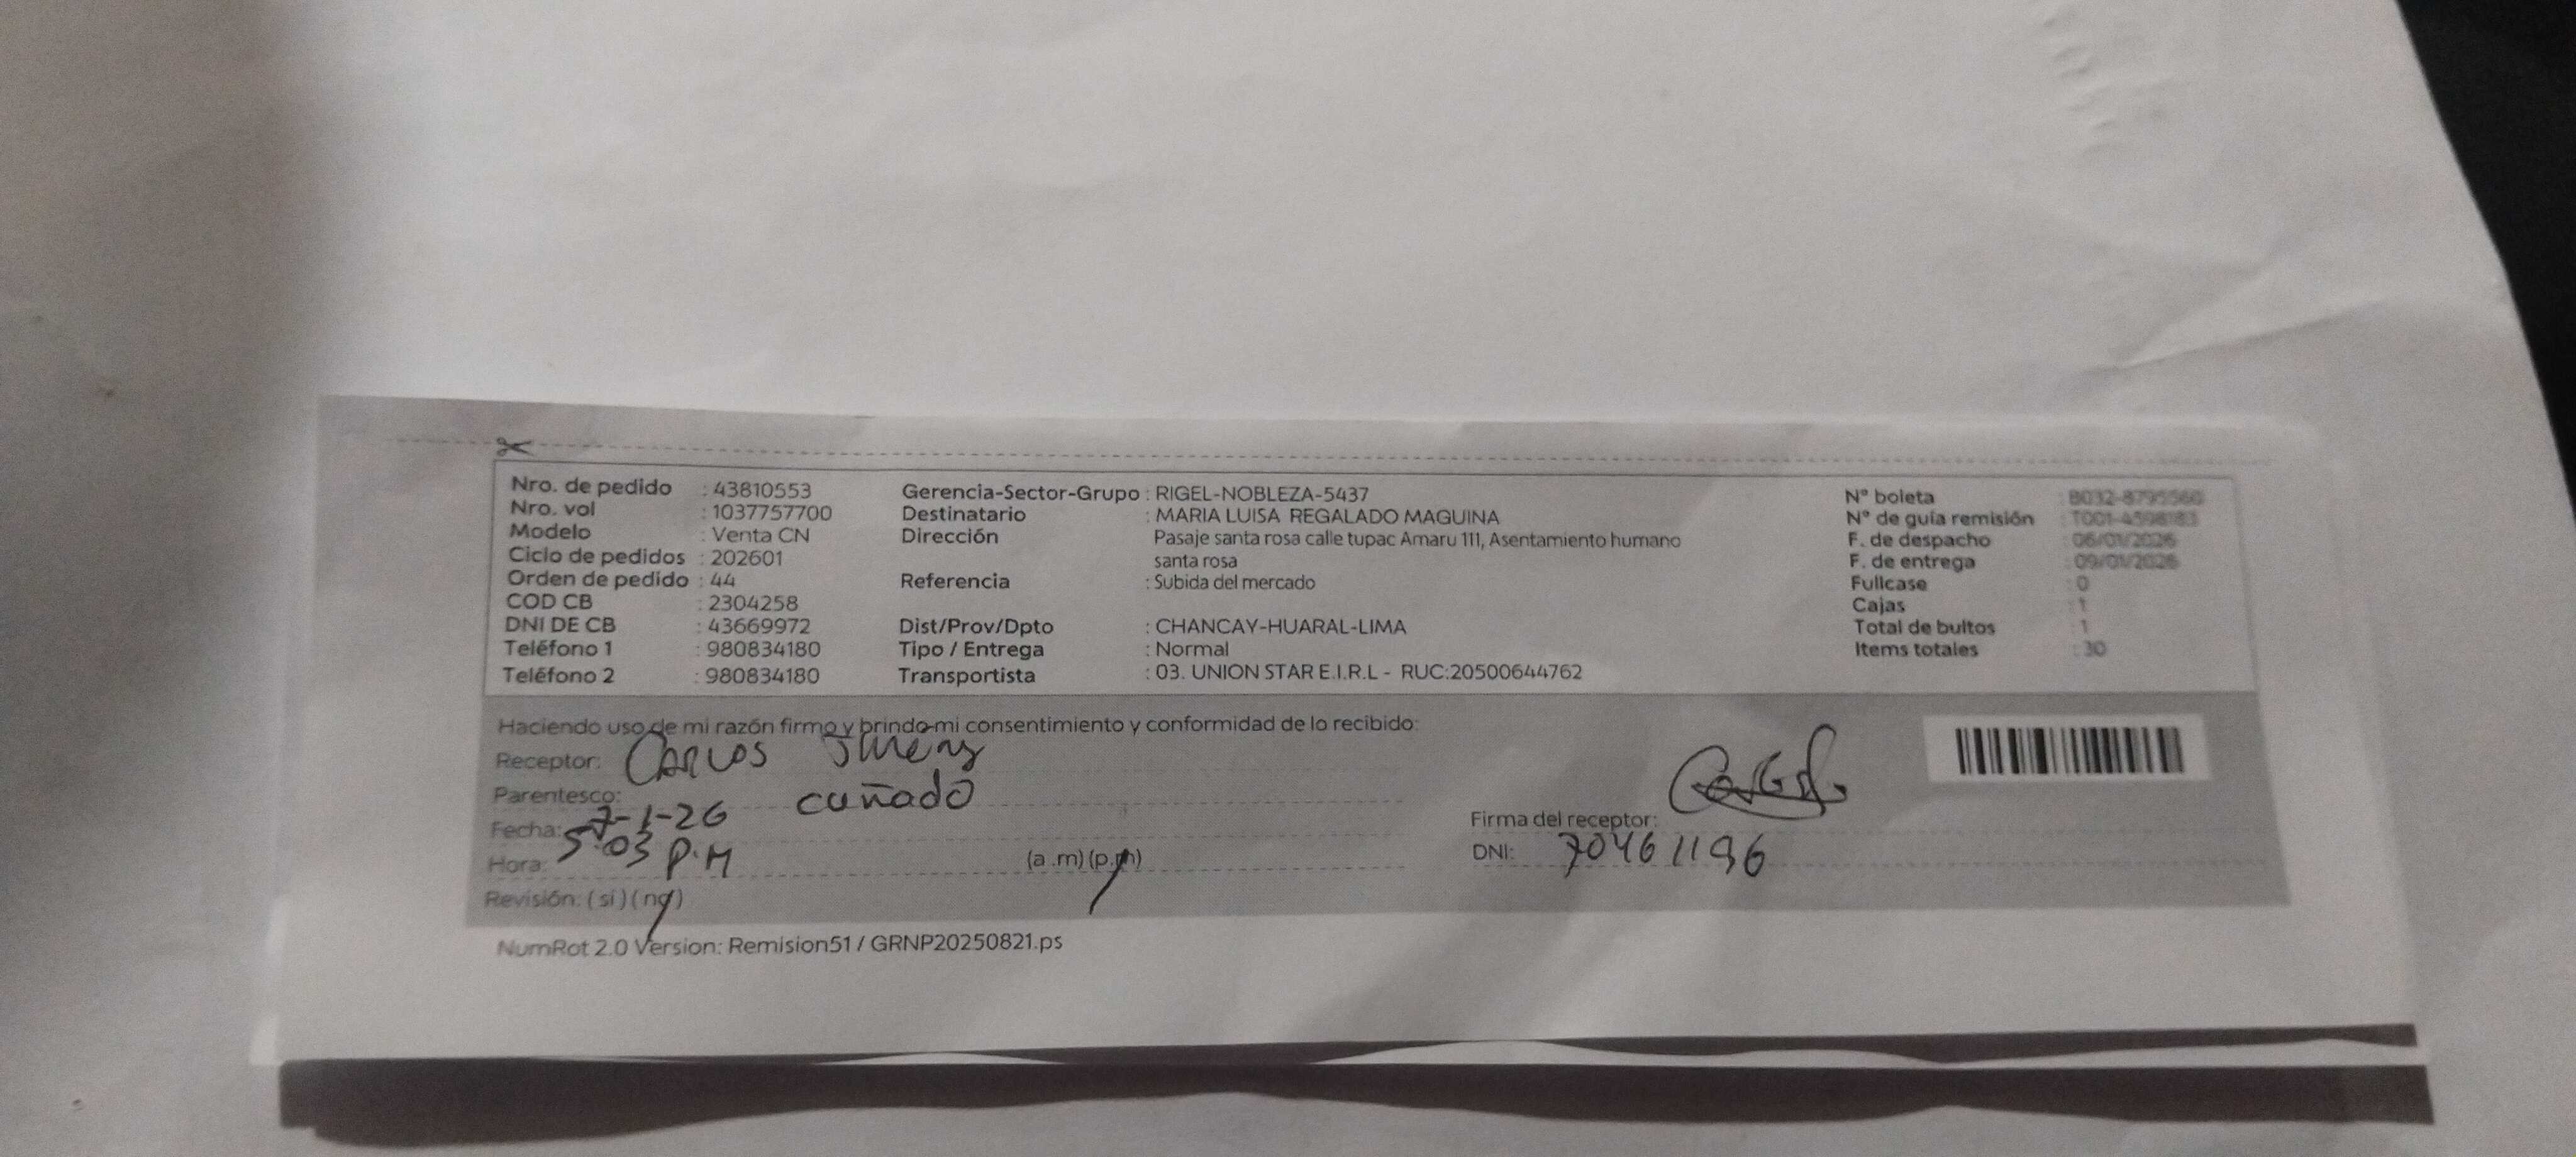 Nro. de pedido : 43810553
Nro. vol : 1037757700
Modelo : Venta CN
Ciclo de pedidos : 202601
Orden de pedido : 44
COD CB : 2304258
DNI DE CB : 43669972
Teléfono 1 : 980834180
Teléfono 2 : 980834180
Gerencia-Sector-Grupo : RIGEL-NOBLEZA-5437
Destinatario : MARIA LUISA REGALADO MAGUINA
Dirección Pasaje santa rosa calle tupac Amaru 111, Asentamiento humano
santa rosa
Referencia : Subida del mercado
Dist/Prov/Dpto : CHANCAY-HUARAL-LIMA
Tipo / Entrega : Normal
Transportista : 03. UNION STAR E.I.R.L - RUC:20500644762
N° boleta
N° de guía remisión
F. de despacho : 06/01/2026
F. de entrega : 09/01/2026
Fullcase : 0
Cajas : 1
Total de bultos : 1
Items totales : 30
Haciendo uso de mi razón firmo y brindo mi consentimiento y conformidad de lo recibido:
Receptor: CARLOS
Parentesco: cuñado
Fecha: 7-1-26
Hora: 5:03 P.M (a.m) (p.m)
Revisión: (si) (no)
Firma del receptor:
DNI: 70461196
NumRot 2.0 Version: Remision51 / GRNP20250821.ps